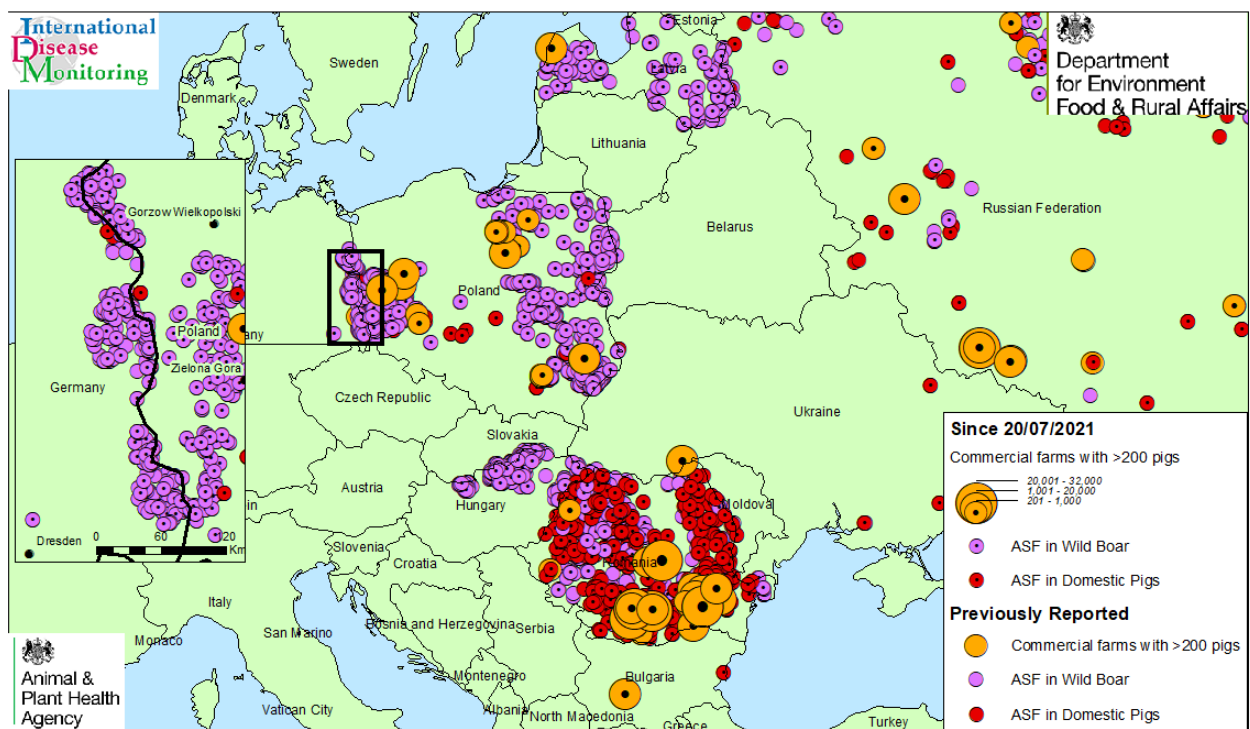 International
Disease
Monitoring
Department
for Environment
Food & Rural Affairs
Estonia
Sweden
Latvia
Denmark
Lithuania
Gorzow Wielkopolski
Russian Federation
Belarus
Poland
Poland
any
Zielona Gora
Germany
Czech Republic
Ukraine
Slovakia
Austria
Hungary
Moldova
in
Dresden
0 60 120
Km
Slovenia
Croatia
Romania
Italy
Bosnia and Herzegovina
San Marino
Serbia
Monaco
Montenegro
Bulgaria
Vatican City
Albania
North Macedonia
Greece
Turkey
Since 20/07/2021
Commercial farms with >200 pigs
20,001 - 32,000
1,001 - 20,000
201 - 1,000
ASF in Wild Boar
ASF in Domestic Pigs
Previously Reported
Commercial farms with >200 pigs
ASF in Wild Boar
ASF in Domestic Pigs
Animal &
Plant Health
Agency